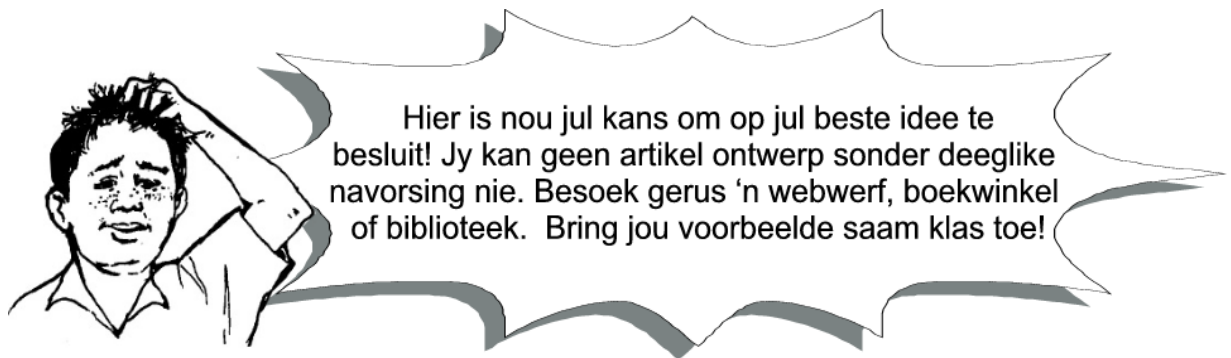 Hier is nou jul kans om op jul beste idee te
besluit! Jy kan geen artikel ontwerp sonder deeglike
navorsing nie. Besoek gerus ‘n webwerf, boekwinkel
of biblioteek.  Bring jou voorbeelde saam klas toe!